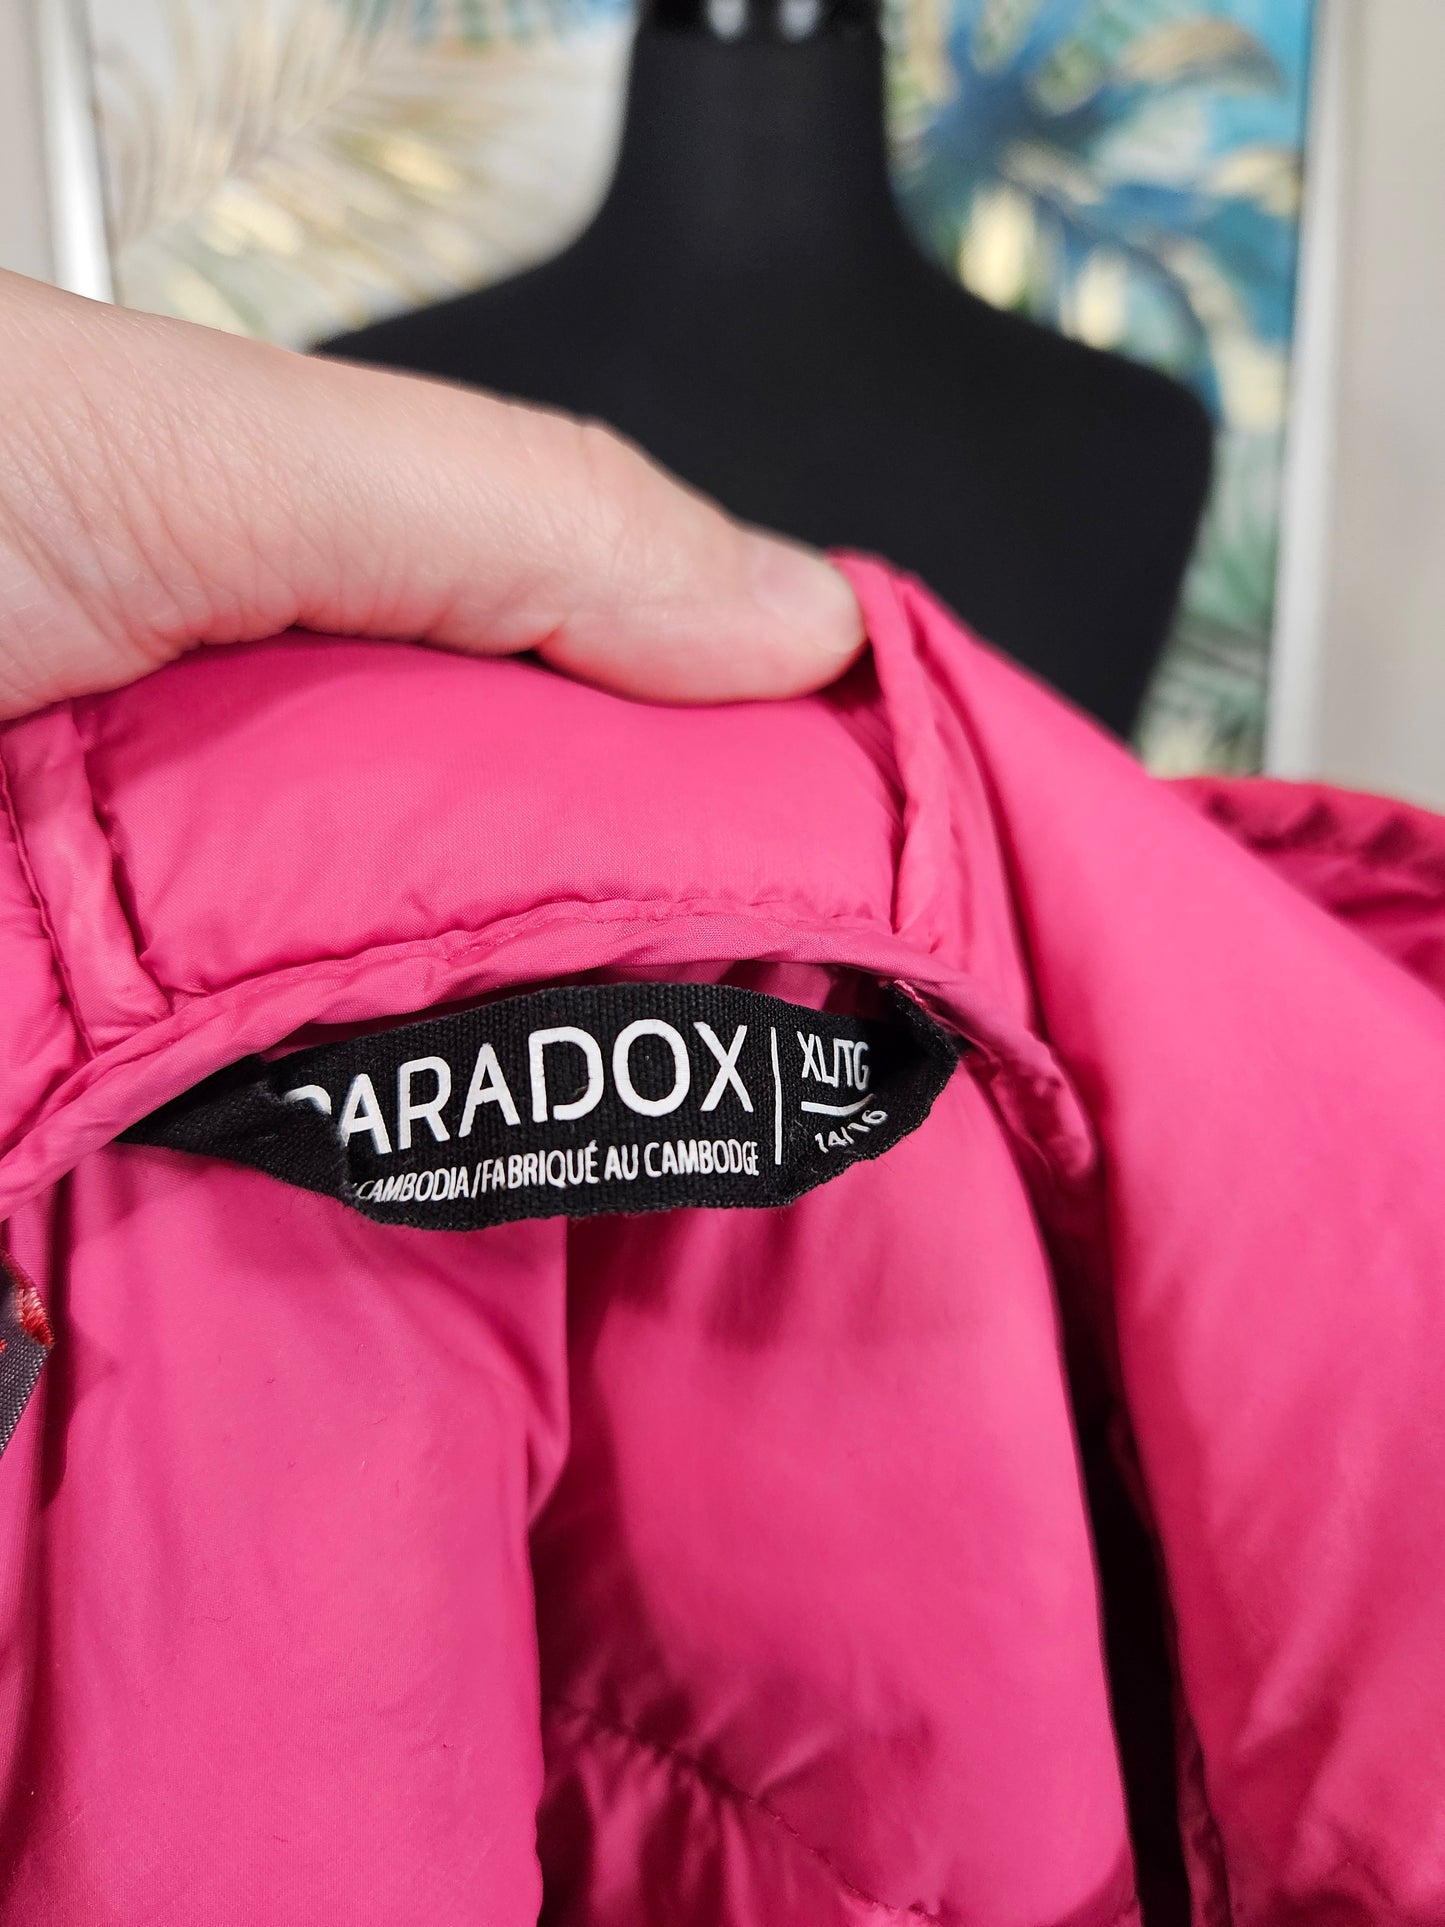 PARADOX
XL/TG
14/16
CAMBODIA/FABRIQUÉ AU CAMBODGE